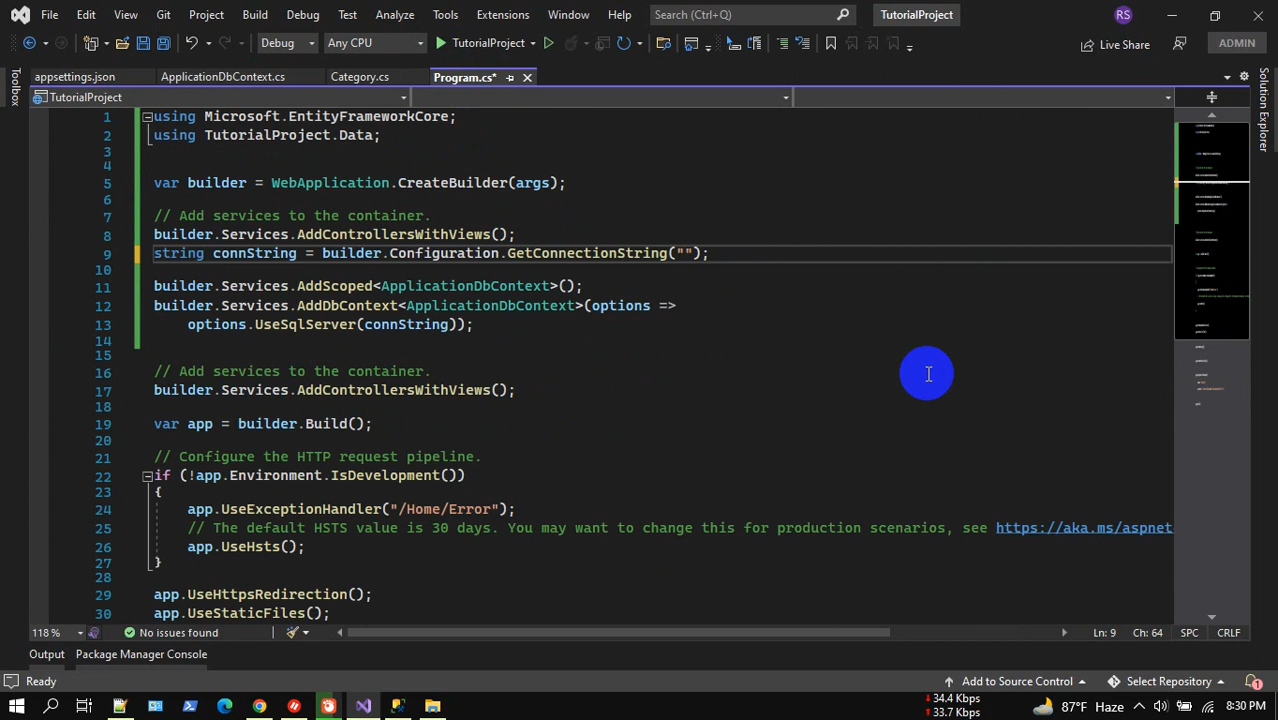 File Edit View Git Project Build Debug Test Analyze Tools Extensions Window Help Search (Ctrl+Q) TutorialProject RS
Debug Any CPU TutorialProject Live Share ADMIN
appsettings.json ApplicationDbContext.cs Category.cs Program.cs*
TutorialProject
Toolbox
Solution Explorer
1 using Microsoft.EntityFrameworkCore;
2 using TutorialProject.Data;
3
4
5 var builder = WebApplication.CreateBuilder(args);
6
7 // Add services to the container.
8 builder.Services.AddControllersWithViews();
9 string connString = builder.Configuration.GetConnectionString("");
10
11 builder.Services.AddScoped<ApplicationDbContext>();
12 builder.Services.AddDbContext<ApplicationDbContext>(options =>
13 options.UseSqlServer(connString));
14
15
16 // Add services to the container.
17 builder.Services.AddControllersWithViews();
18
19 var app = builder.Build();
20
21 // Configure the HTTP request pipeline.
22 if (!app.Environment.IsDevelopment())
23 {
24 app.UseExceptionHandler("/Home/Error");
25 // The default HSTS value is 30 days. You may want to change this for production scenarios, see https://aka.ms/aspnet
26 app.UseHsts();
27 }
28
29 app.UseHttpsRedirection();
30 app.UseStaticFiles();
118 % No issues found Ln: 9 Ch: 64 SPC CRLF
Output Package Manager Console
Ready Add to Source Control Select Repository 1
34.4 Kbps
33.7 Kbps
87°F Haze 8:30 PM